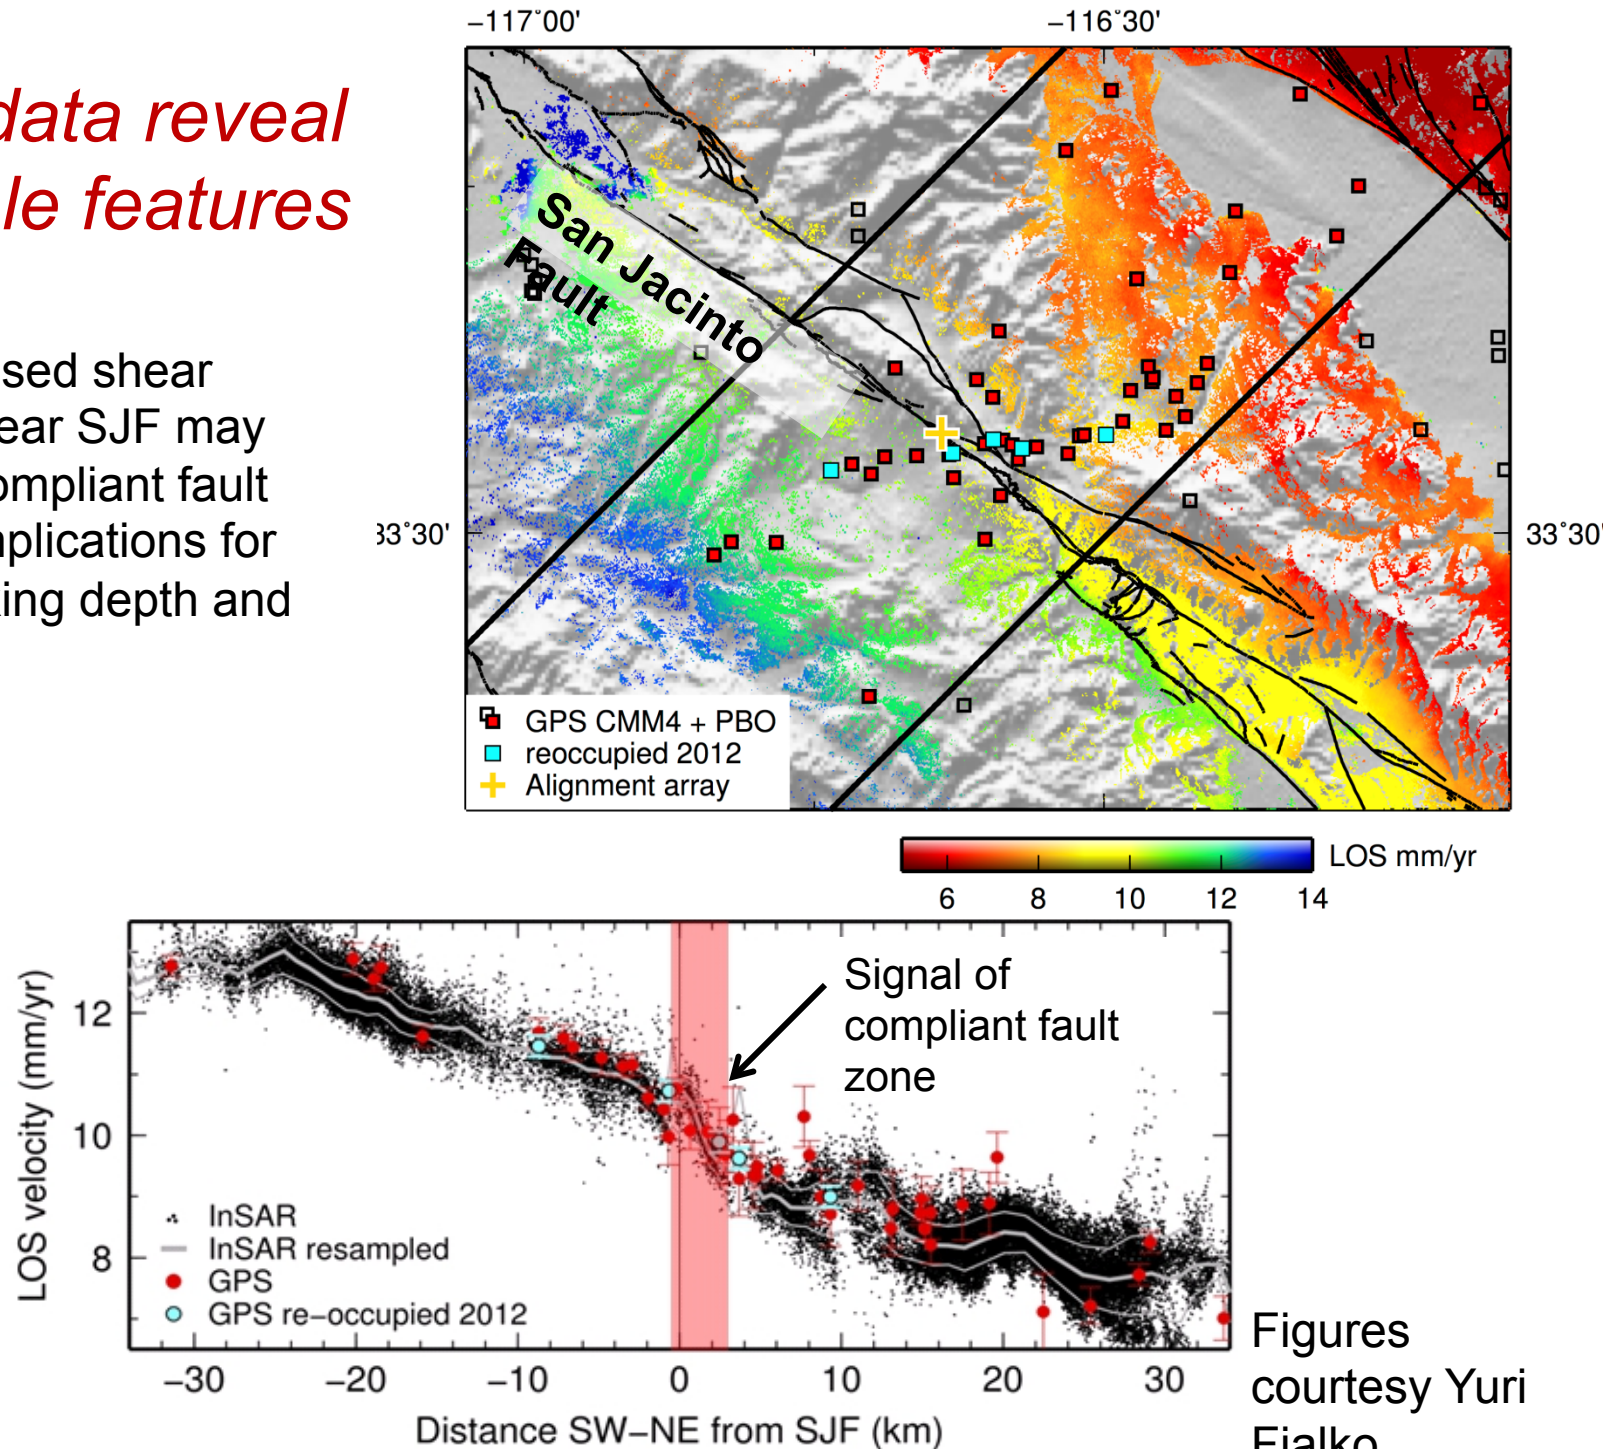 data reveal
le features
sed shear
ear SJF may
ompliant fault
nplications for
king depth and
−117˚00'
−116˚30'
San Jacinto
Fault
33˚30'
33˚30'
GPS CMM4 + PBO
reoccupied 2012
Alignment array
LOS mm/yr
6 8 10 12 14
LOS velocity (mm/yr)
12
10
8
Signal of
compliant fault
zone
InSAR
InSAR resampled
GPS
GPS re−occupied 2012
−30 −20 −10 0 10 20 30
Distance SW−NE from SJF (km)
Figures
courtesy Yuri
Fialko